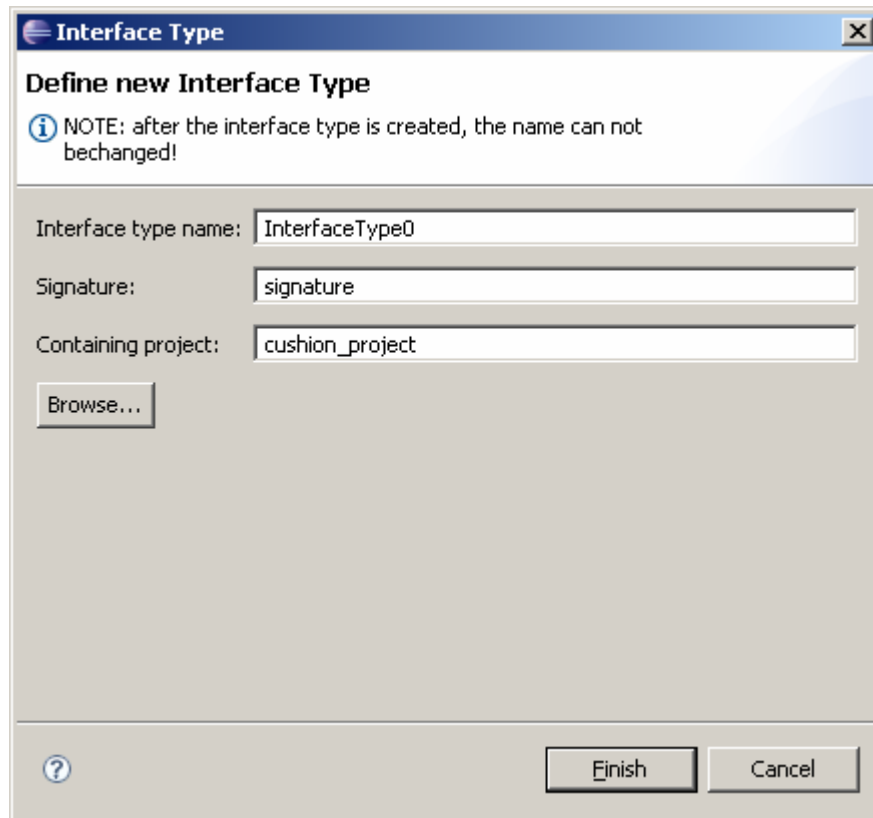 Interface Type
Define new Interface Type
NOTE: after the interface type is created, the name can not
bechanged!
Interface type name: InterfaceType0
Signature: signature
Containing project: cushion_project
Browse...
Finish Cancel